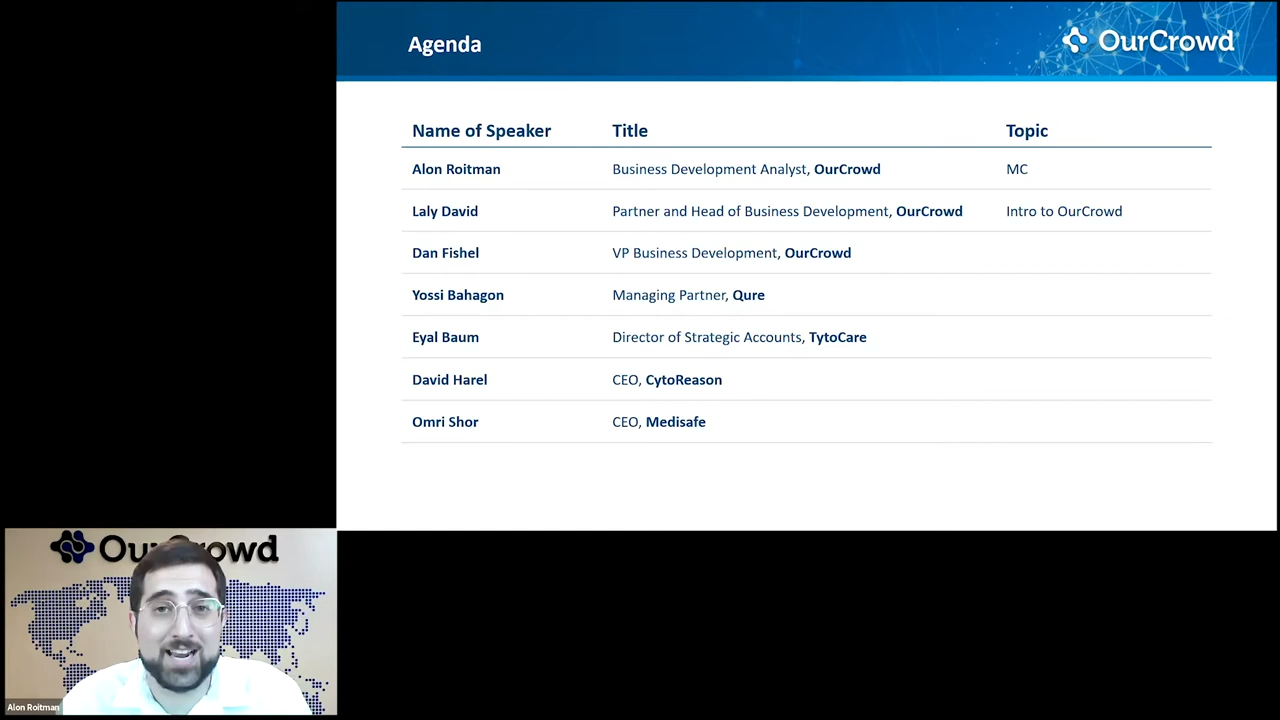 Agenda
OurCrowd
Name of Speaker Title Topic
Alon Roitman Business Development Analyst, OurCrowd MC
Laly David Partner and Head of Business Development, OurCrowd Intro to OurCrowd
Dan Fishel VP Business Development, OurCrowd
Yossi Bahagon Managing Partner, Qure
Eyal Baum Director of Strategic Accounts, TytoCare
David Harel CEO, CytoReason
Omri Shor CEO, Medisafe
OurCrowd
Alon Roitman